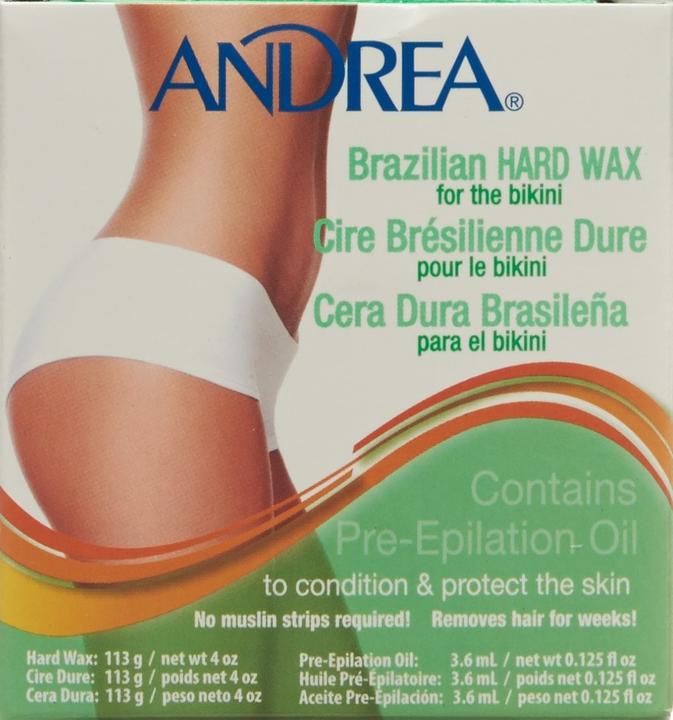 ANDREA®
Brazilian HARD WAX
for the bikini
Cire Brésilienne Dure
pour le bikini
Cera Dura Brasileña
para el bikini
Contains
Pre-Epilation Oil
to condition & protect the skin
No muslin strips required! Removes hair for weeks!
Hard Wax: 113 g / net wt 4 oz
Cire Dure: 113 g / poids net 4 oz
Cera Dura: 113 g / peso neto 4 oz
Pre-Epilation Oil: 3.6 mL / net wt 0.125 fl oz
Huile Pré-Épilatoire: 3.6 mL / poids net 0.125 fl oz
Aceite Pre-Epilación: 3.6 mL / peso net 0.125 fl oz